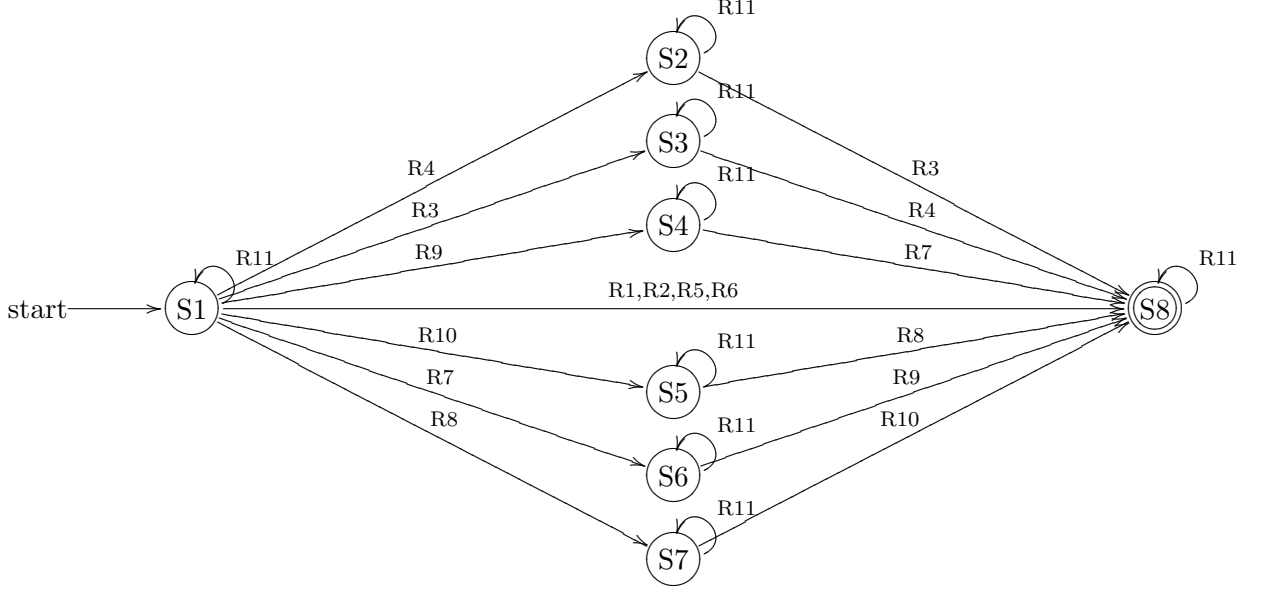 R11
S2
R11
S3
R4
R3
R11
R3
S4
R4
R9
R7
R11
R11
R1,R2,R5,R6
start
S1
S8
R10
R11
R8
R7
S5
R9
R8
R11
R10
S6
R11
S7